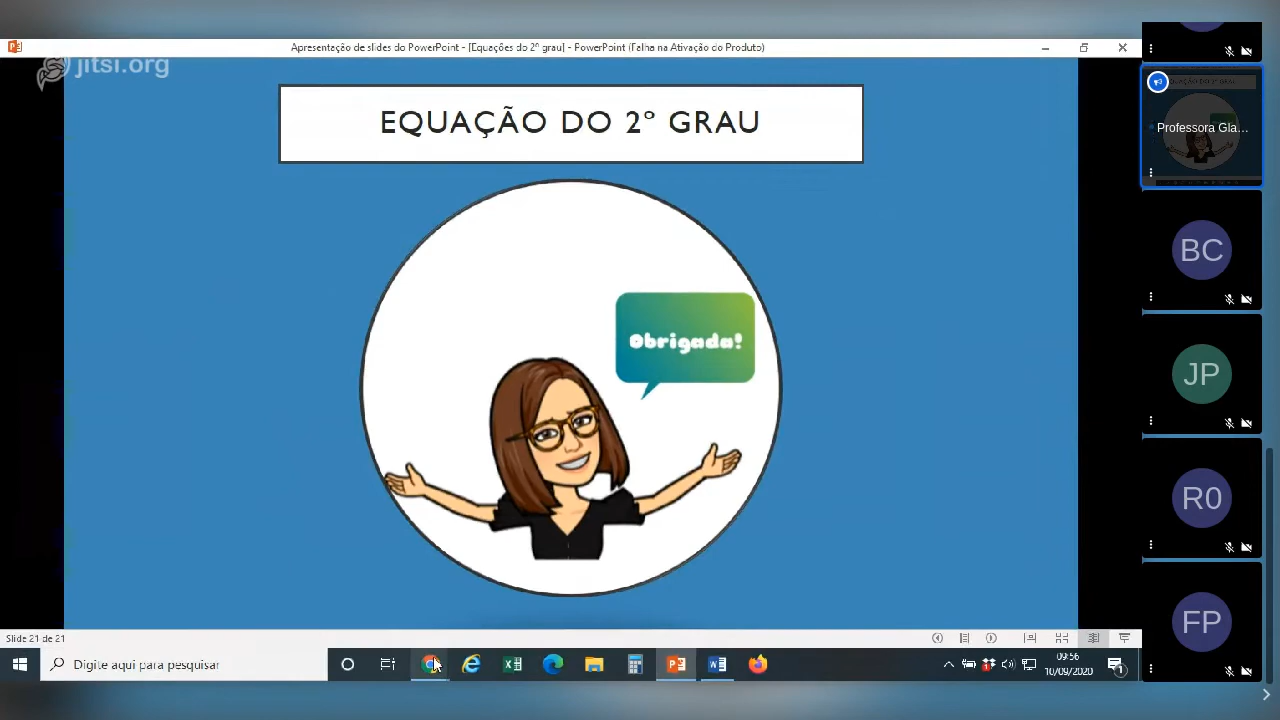 Apresentação de slides do PowerPoint - [Equações do 2º grau] - PowerPoint (Falha na Ativação do Produto)
jitsi.org
EQUAÇÃO DO 2º GRAU
Obrigada!
Professora Gla...
BC
JP
R0
FP
Slide 21 de 21
Digite aqui para pesquisar
09:56
10/09/2020
1